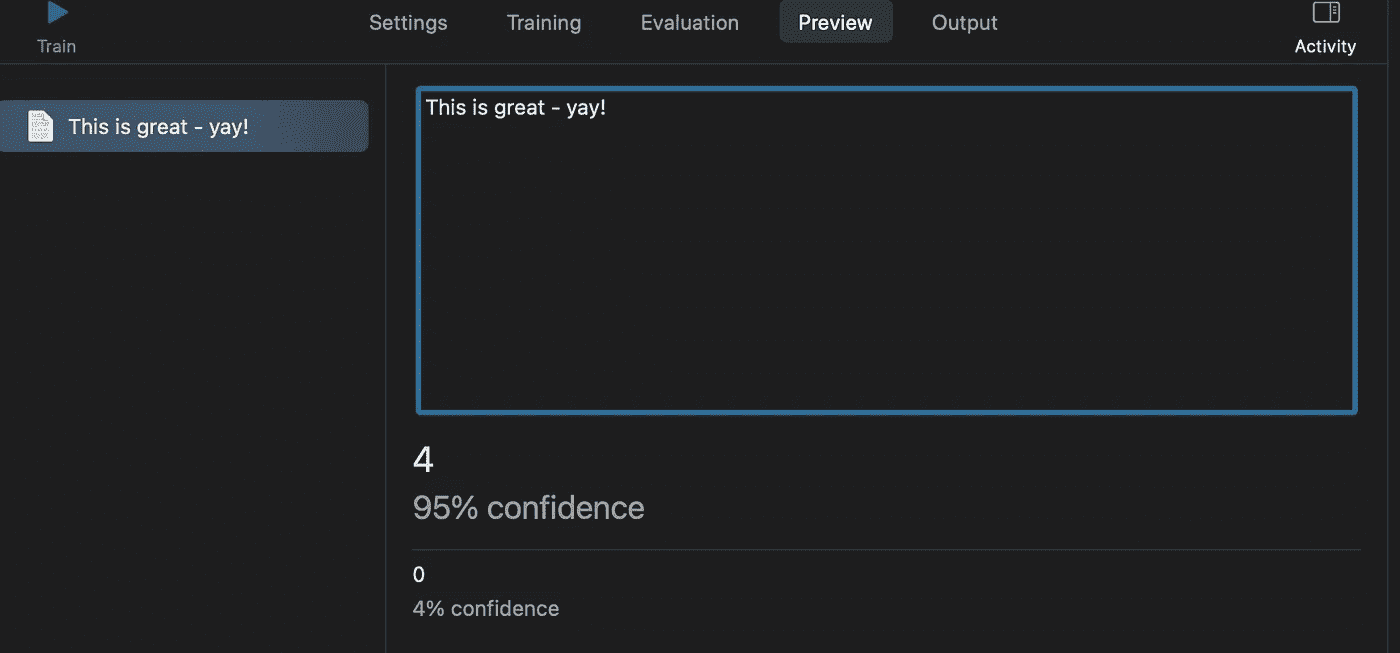 Train
Settings
Training
Evaluation
Preview
Output
Activity
This is great - yay!
This is great - yay!
4
95% confidence
0
4% confidence